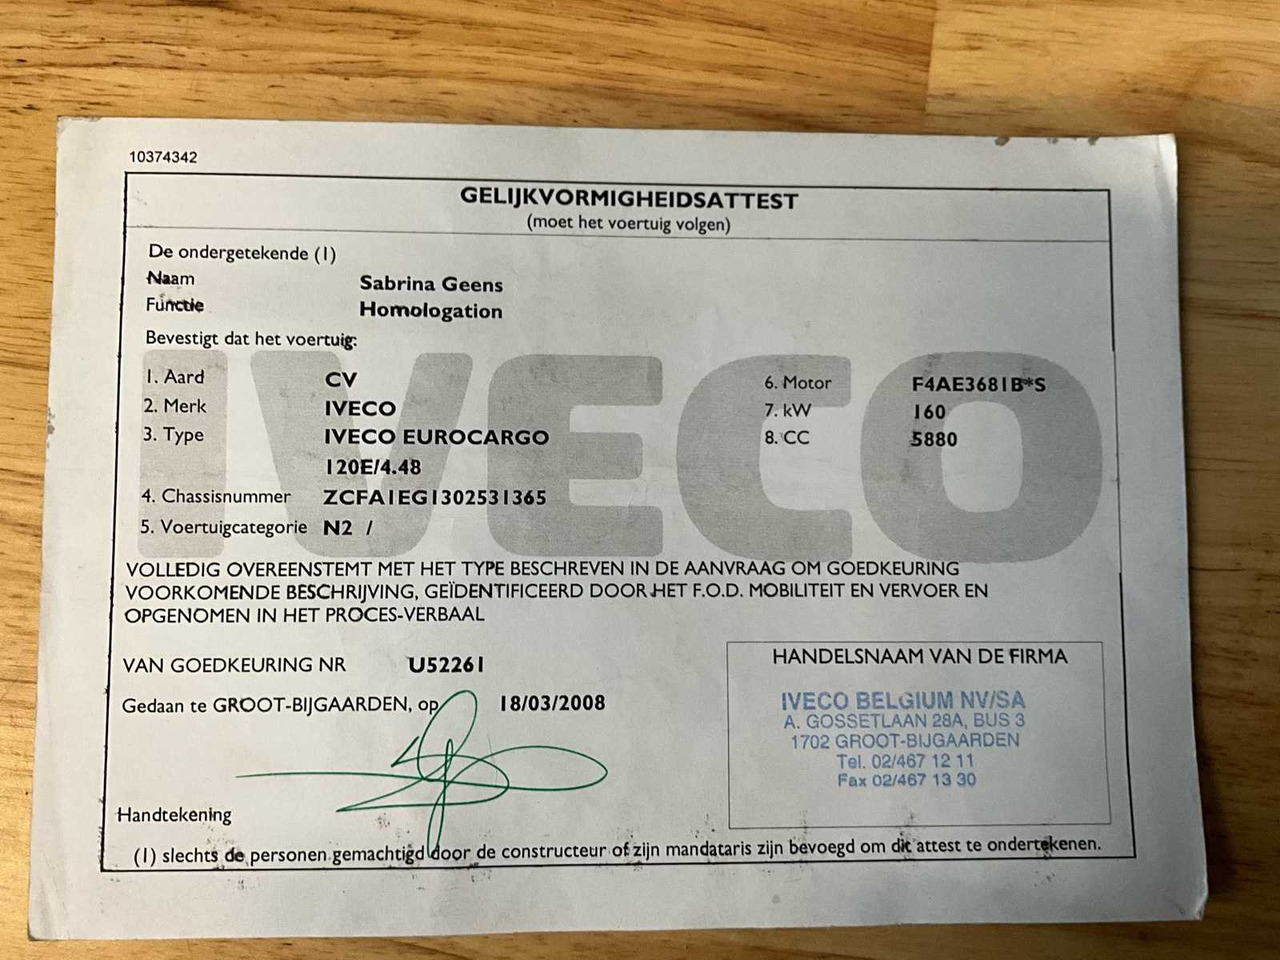 10374342
GELIJKVORMIGHEIDSATTEST
(moet het voertuig volgen)
De ondergetekende (1)
Naam Sabrina Geens
Functie Homologation
Bevestigt dat het voertuig:
IVECO
1. Aard CV 6. Motor F4AE3681B*S
2. Merk IVECO 7. kW 160
3. Type IVECO EUROCARGO 8. CC 5880
120E/4.48
4. Chassisnummer ZCFA1EG1302531365
5. Voertuigcategorie N2 /
VOLLEDIG OVEREENSTEMT MET HET TYPE BESCHREVEN IN DE AANVRAAG OM GOEDKEURING
VOORKOMENDE BESCHRIJVING, GEÏDENTIFICEERD DOOR HET F.O.D. MOBILITEIT EN VERVOER EN
OPGENOMEN IN HET PROCES-VERBAAL
VAN GOEDKEURING NR U52261
Gedaan te GROOT-BIJGAARDEN, op 18/03/2008
HANDELSNAAM VAN DE FIRMA
IVECO BELGIUM NV/SA
A. GOSSETLAAN 28A, BUS 3
1702 GROOT-BIJGAARDEN
Tel. 02/467 12 11
Fax 02/467 13 30
Handtekening
(1) slechts de personen gemachtigd door de constructeur of zijn mandataris zijn bevoegd om dit attest te ondertekenen.